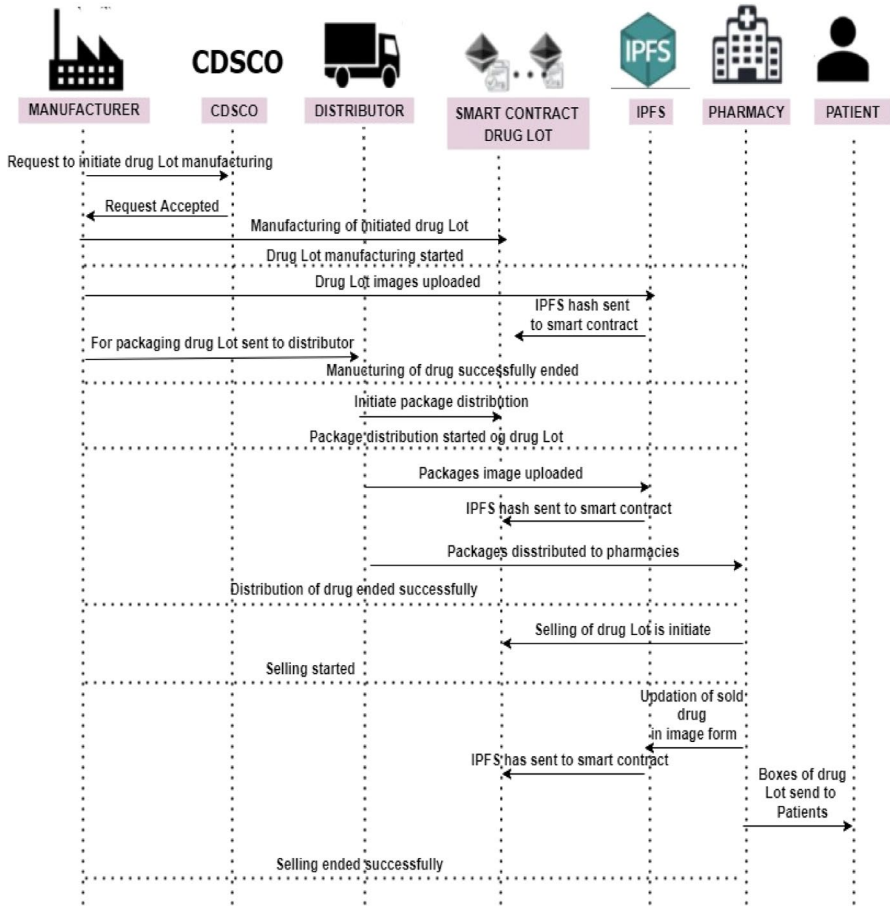 CDSCO
IPFS
MANUFACTURER
CDSCO
DISTRIBUTOR
SMART CONTRACT
DRUG LOT
IPFS
PHARMACY
PATIENT
Request to initiate drug Lot manufacturing
Request Accepted
Manufacturing of initiated drug Lot
Drug Lot manufacturing started
Drug Lot images uploaded
IPFS hash sent
to smart contract
For packaging drug Lot sent to distributor
Manucturing of drug successfully ended
Initiate package distribution
Package distribution started og drug Lot
Packages image uploaded
IPFS hash sent to smart contract
Packages disstributed to pharmacies
Distribution of drug ended successfully
Selling of drug Lot is initiate
Selling started
Updation of sold
drug
in image form
IPFS has sent to smart contract
Boxes of drug
Lot send to
Patients
Selling ended successfully